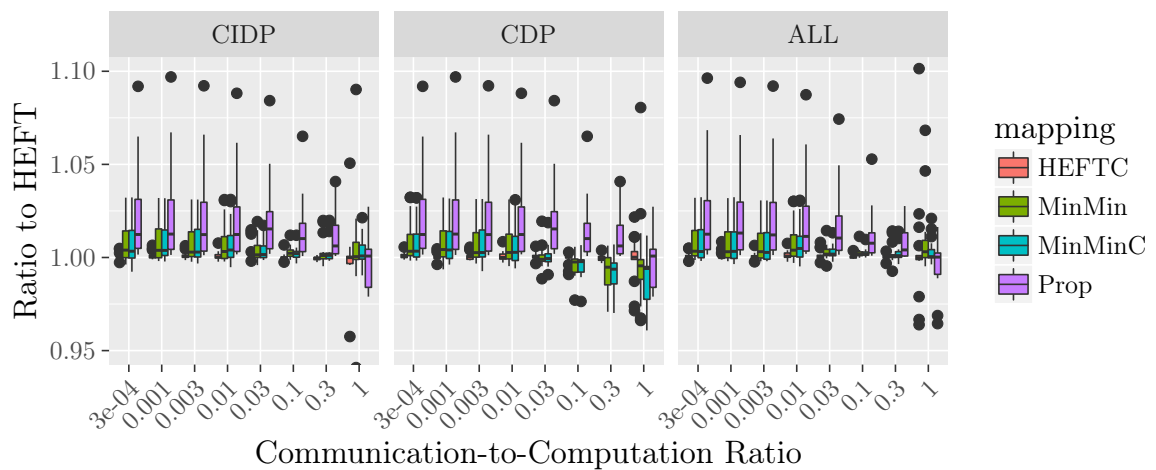 CIDP CDP ALL
Ratio to HEFT
1.10
1.05
1.00
0.95
3e-04 0.001 0.003 0.01 0.03 0.1 0.3 1
3e-04 0.001 0.003 0.01 0.03 0.1 0.3 1
3e-04 0.001 0.003 0.01 0.03 0.1 0.3 1
Communication-to-Computation Ratio
mapping
HEFTC
MinMin
MinMinC
Prop